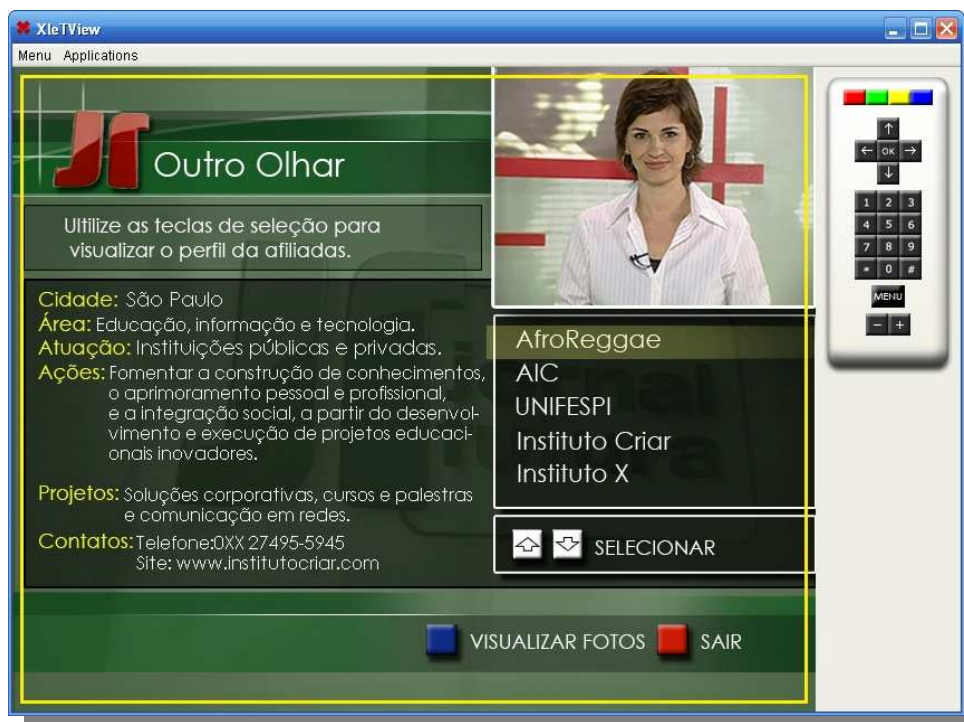 XleTView
Menu Applications
Outro Olhar
Ultilize as teclas de seleção para
visualizar o perfil da afiliadas.
Cidade: São Paulo
Área: Educação, informação e tecnologia.
Atuação: Instituições públicas e privadas.
Ações: Fomentar a construção de conhecimentos,
o aprimoramento pessoal e profissional,
e a integração social, a partir do desenvol-
vimento e execução de projetos educaci-
onais inovadores.
Projetos: Soluções corporativas, cursos e palestras
e comunicação em redes.
Contatos: Telefone:0XX 27495-5945
Site: www.institutocriar.com
AfroReggae
AIC
UNIFESPI
Instituto Criar
Instituto X
SELECIONAR
VISUALIZAR FOTOS
SAIR
OK
1 2 3
4 5 6
7 8 9
* 0 #
MENU
- +